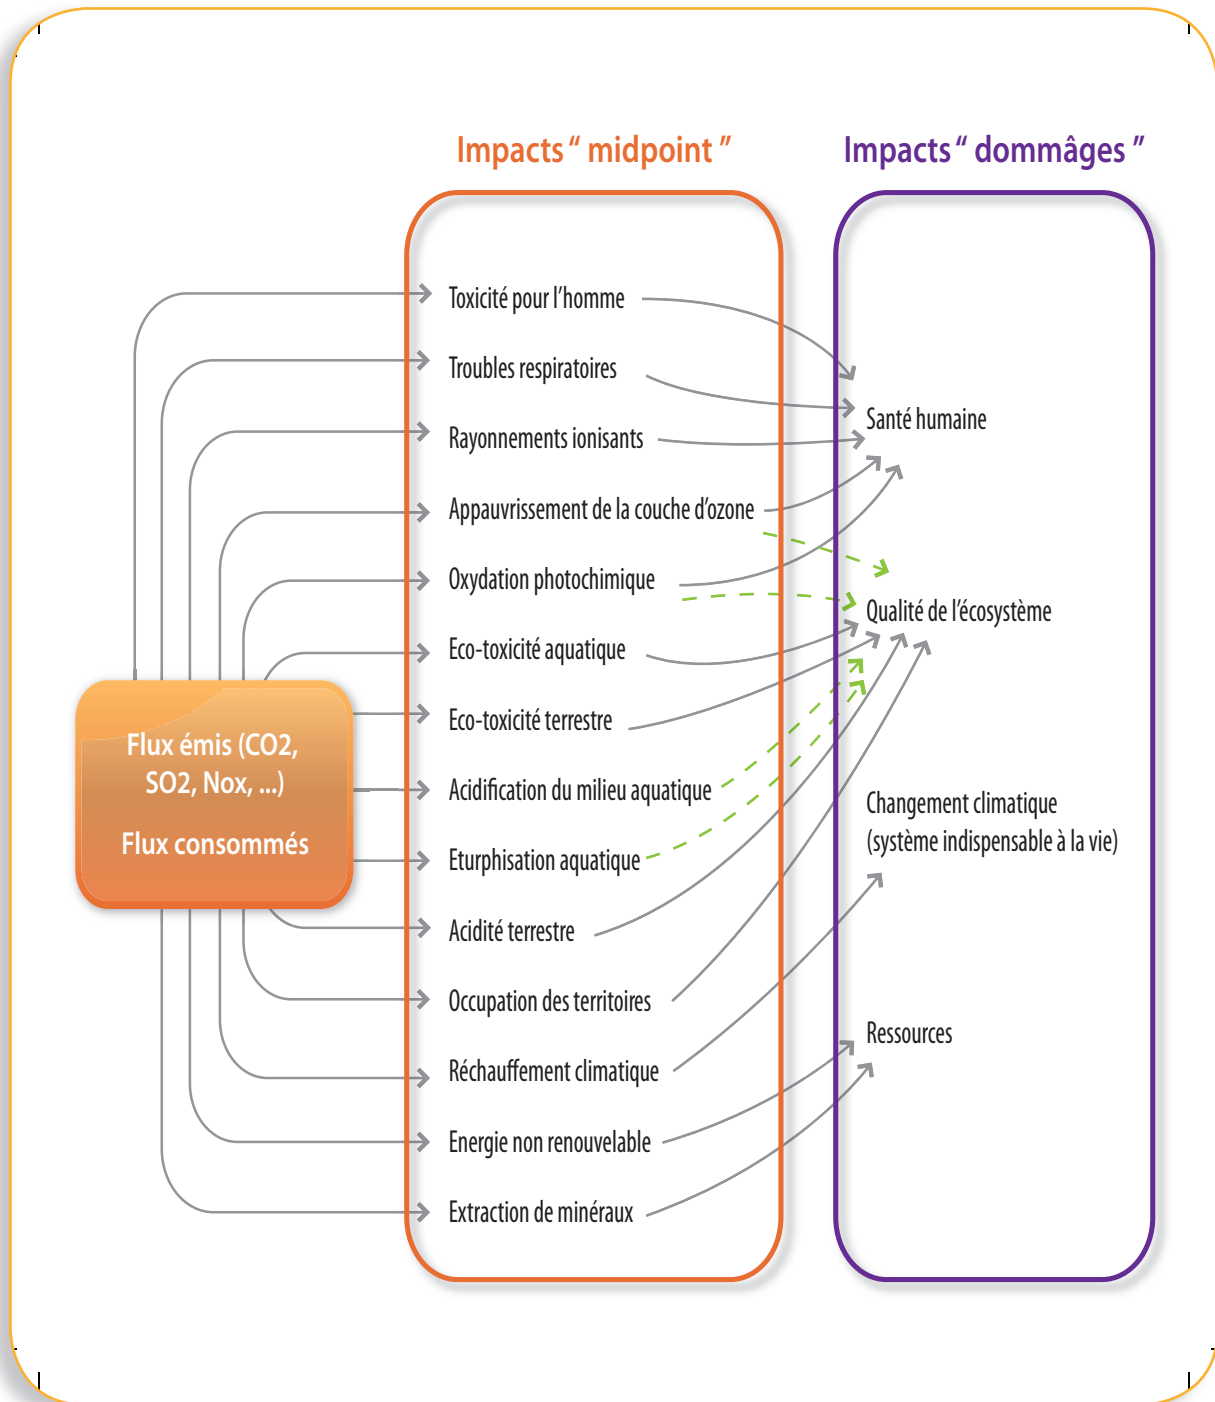 Impacts “ midpoint ”
Impacts “ dommâges ”
Toxicité pour l’homme
Troubles respiratoires
Rayonnements ionisants
Appauvrissement de la couche d’ozone
Oxydation photochimique
Eco-toxicité aquatique
Eco-toxicité terrestre
Acidification du milieu aquatique
Eturphisation aquatique
Acidité terrestre
Occupation des territoires
Réchauffement climatique
Energie non renouvelable
Extraction de minéraux
Santé humaine
Qualité de l’écosystème
Changement climatique
(système indispensable à la vie)
Ressources
Flux émis (CO2,
SO2, Nox, ...)
Flux consommés